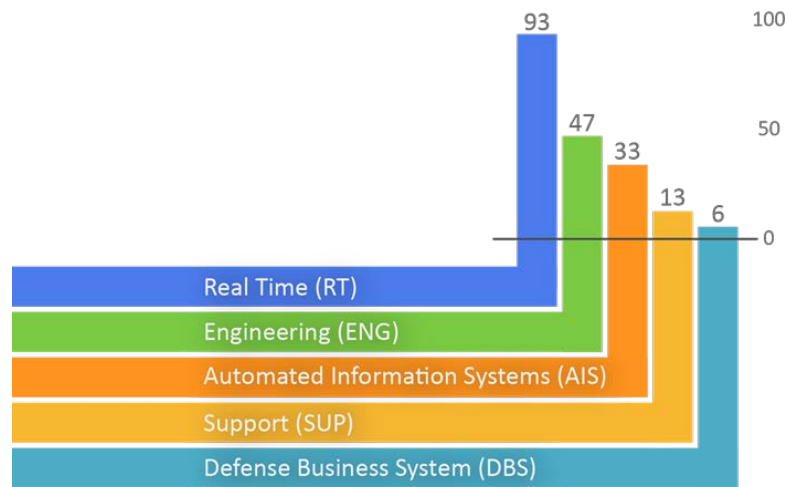 93
100
47
50
33
13
6
0
Real Time (RT)
Engineering (ENG)
Automated Information Systems (AIS)
Support (SUP)
Defense Business System (DBS)